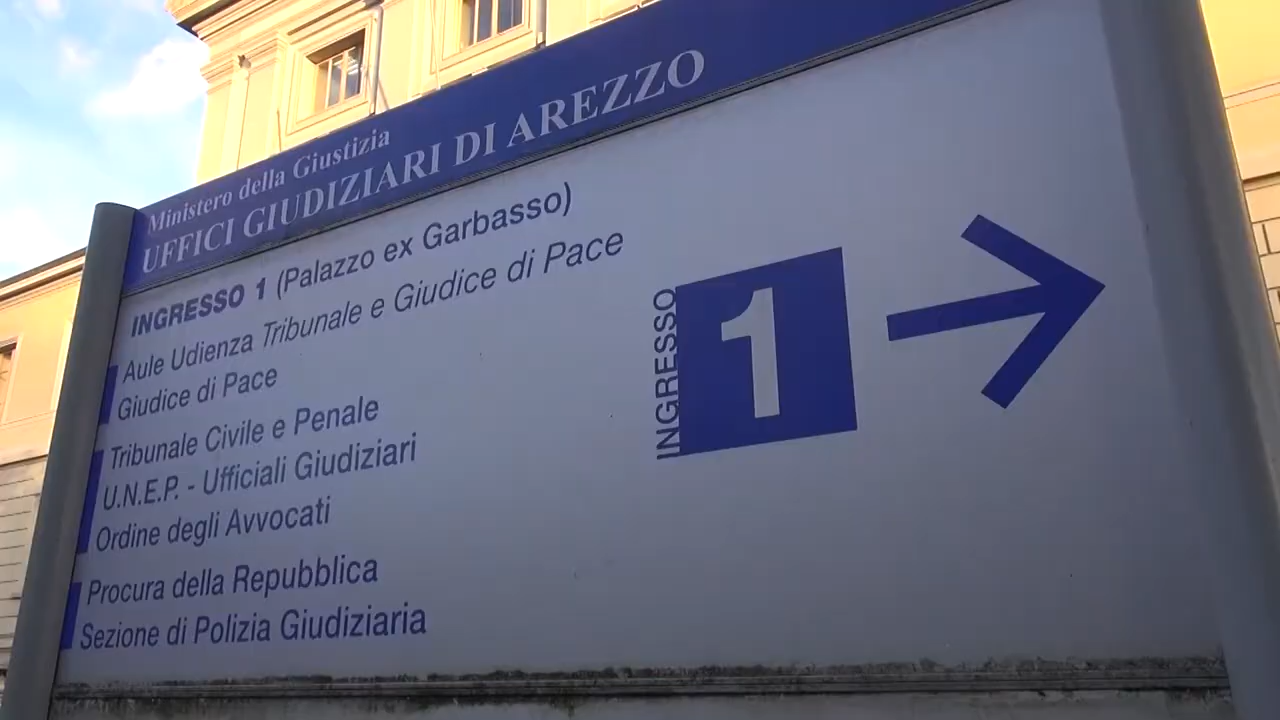 Ministero della Giustizia
UFFICI GIUDIZIARI DI AREZZO
INGRESSO 1 (Palazzo ex Garbasso)
Aule Udienza Tribunale e Giudice di Pace
Giudice di Pace
Tribunale Civile e Penale
U.N.E.P. - Ufficiali Giudiziari
Ordine degli Avvocati
Procura della Repubblica
Sezione di Polizia Giudiziaria
INGRESSO
1